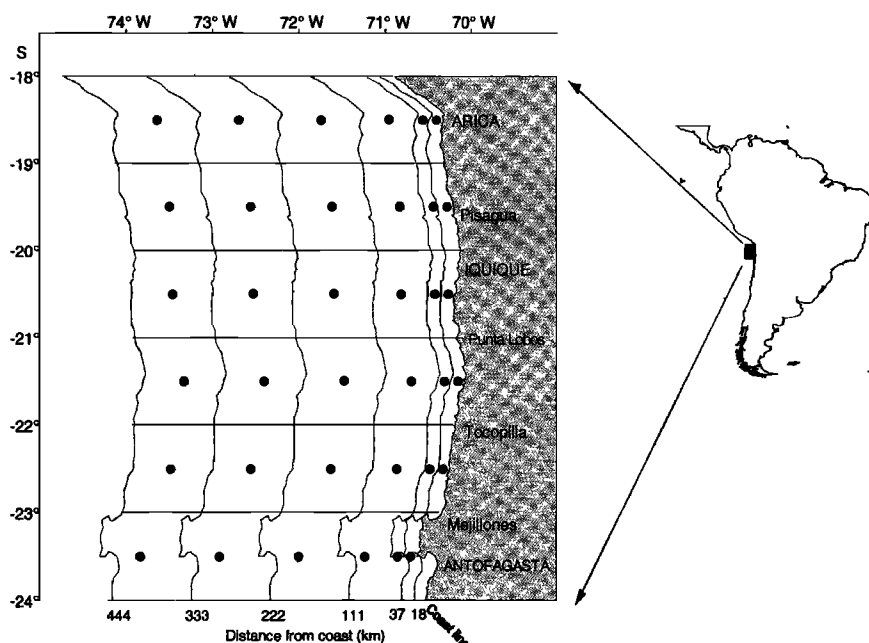 74° W 73° W 72° W 71° W 70° W
S
-18°
ARICA
-19°
Pisagua
-20°
IQUIQUE
-21°
Punta Lobos
-22°
Tocopilla
-23°
Mejillones
ANTOFAGASTA
-24°
444 333 222 111 37 18 Coast line
Distance from coast (km)